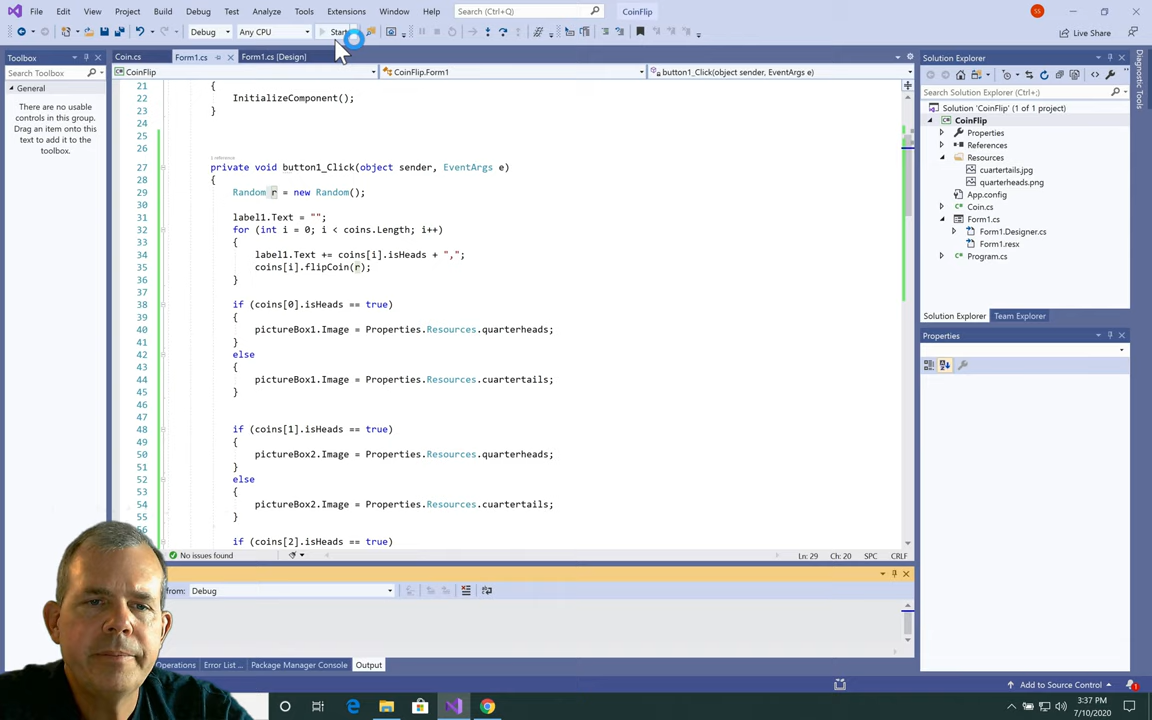 File Edit View Git Project Build Debug Test Analyze Tools Extensions Window Help Search (Ctrl+Q) CoinFlip SS
Debug Any CPU Start Live Share
Toolbox Coin.cs Form1.cs Form1.cs [Design] Solution Explorer Diagnostic Tools
Search Toolbox CoinFlip CoinFlip.Form1 button1_Click(object sender, EventArgs e)
General
There are no usable
controls in this group.
Drag an item onto this
text to add it to the
toolbox.
21 {
22 InitializeComponent();
23 }
24
25
26
1 reference
27 private void button1_Click(object sender, EventArgs e)
28 {
29 Random r = new Random();
30
31 label1.Text = "";
32 for (int i = 0; i < coins.Length; i++)
33 {
34 label1.Text += coins[i].isHeads + ",";
35 coins[i].flipCoin(r);
36 }
37
38 if (coins[0].isHeads == true)
39 {
40 pictureBox1.Image = Properties.Resources.quarterheads;
41 }
42 else
43 {
44 pictureBox1.Image = Properties.Resources.cuartertails;
45 }
46
47
48 if (coins[1].isHeads == true)
49 {
50 pictureBox2.Image = Properties.Resources.quarterheads;
51 }
52 else
53 {
54 pictureBox2.Image = Properties.Resources.cuartertails;
55 }
56
57 if (coins[2].isHeads == true)
No issues found Ln: 29 Ch: 20 SPC CRLF
Search Solution Explorer (Ctrl+;)
Solution 'CoinFlip' (1 of 1 project)
CoinFlip
Properties
References
Resources
cuartertails.jpg
quarterheads.png
App.config
Coin.cs
Form1.cs
Form1.Designer.cs
Form1.resx
Program.cs
Solution Explorer Team Explorer
Properties
from: Debug
Operations Error List ... Package Manager Console Output
Add to Source Control 1
3:37 PM
7/10/2020